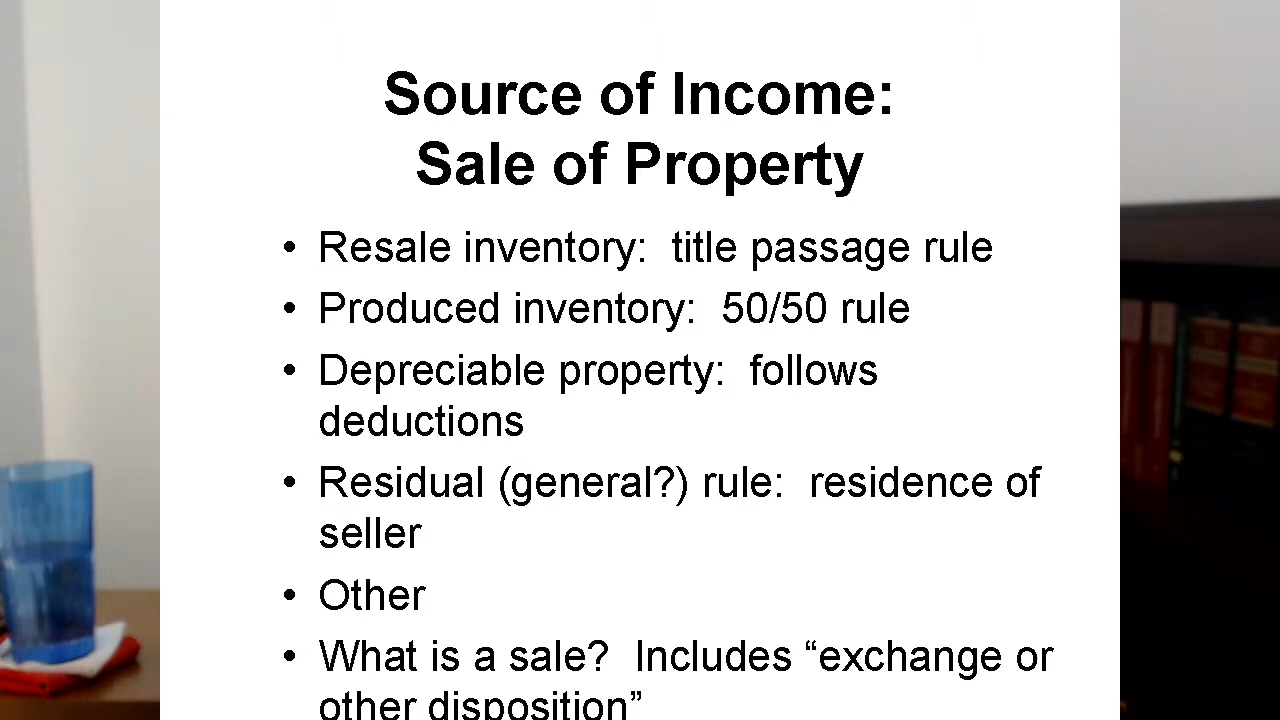 Source of Income:
Sale of Property
• Resale inventory:  title passage rule
• Produced inventory:  50/50 rule
• Depreciable property:  follows
deductions
• Residual (general?) rule:  residence of
seller
• Other
• What is a sale?  Includes “exchange or
other disposition”